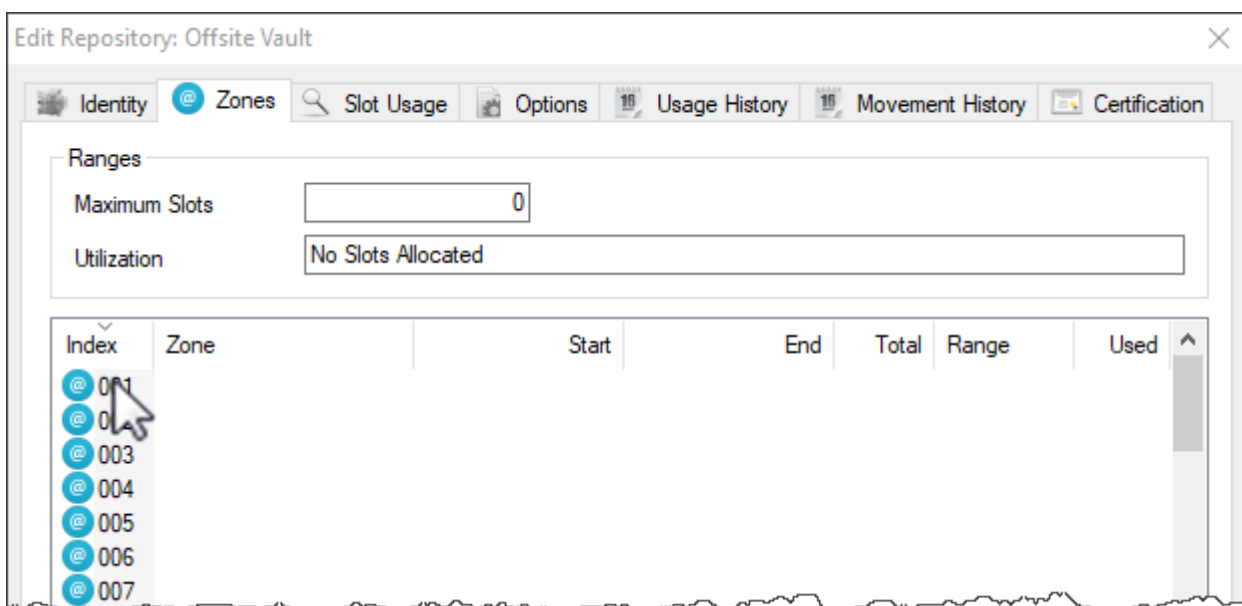 Edit Repository: Offsite Vault
Identity Zones Slot Usage Options Usage History Movement History Certification
Ranges
Maximum Slots 0
Utilization No Slots Allocated
Index Zone Start End Total Range Used
001
003
004
005
006
007